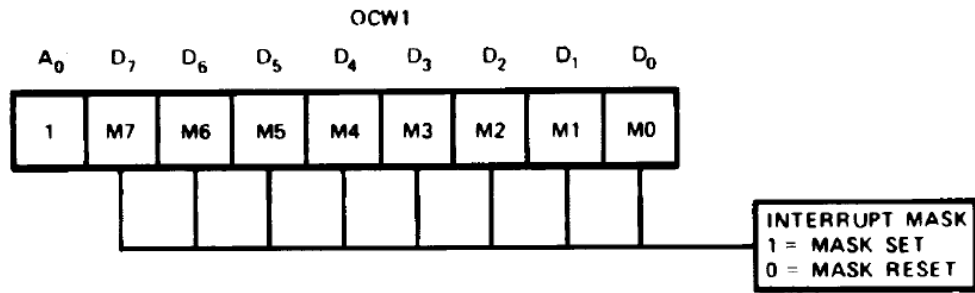 OCW1
A0 D7 D6 D5 D4 D3 D2 D1 D0
1 M7 M6 M5 M4 M3 M2 M1 M0
INTERRUPT MASK
1 = MASK SET
0 = MASK RESET